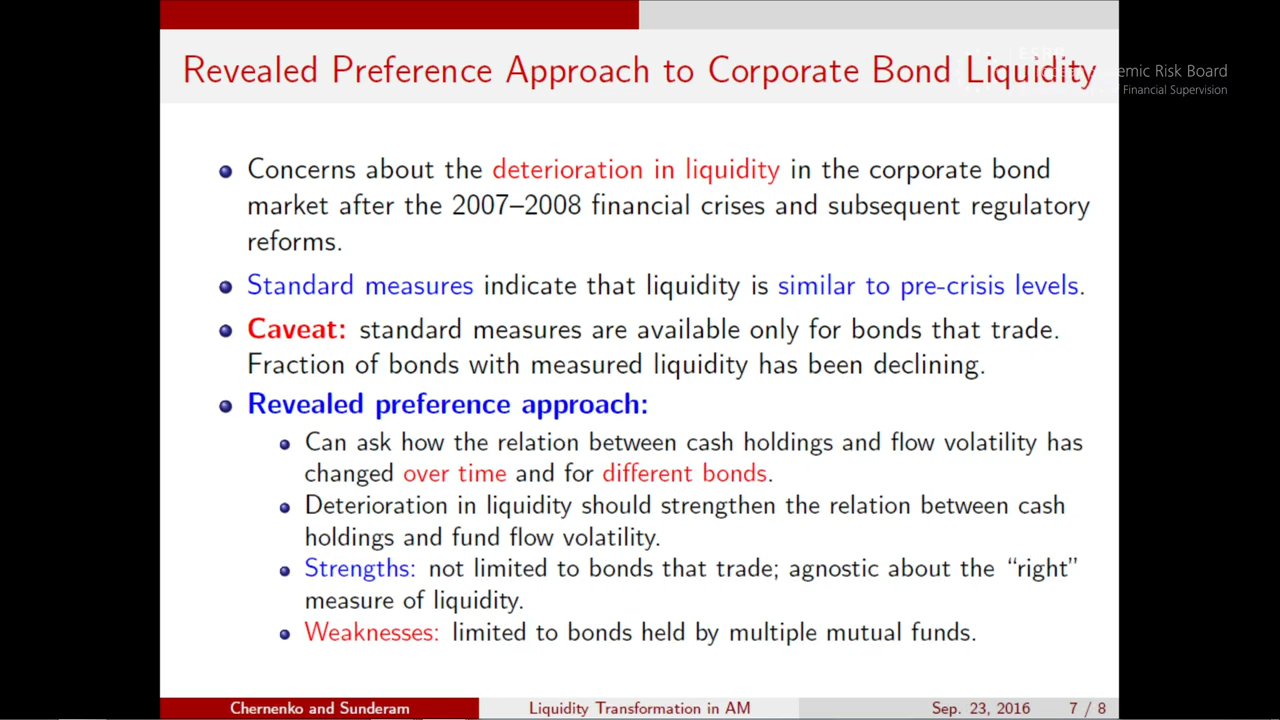 Revealed Preference Approach to Corporate Bond Liquidity
ESRB
emic Risk Board
Financial Supervision
Concerns about the deterioration in liquidity in the corporate bond
market after the 2007–2008 financial crises and subsequent regulatory
reforms.
Standard measures indicate that liquidity is similar to pre-crisis levels.
Caveat: standard measures are available only for bonds that trade.
Fraction of bonds with measured liquidity has been declining.
Revealed preference approach:
Can ask how the relation between cash holdings and flow volatility has
changed over time and for different bonds.
Deterioration in liquidity should strengthen the relation between cash
holdings and fund flow volatility.
Strengths: not limited to bonds that trade; agnostic about the “right”
measure of liquidity.
Weaknesses: limited to bonds held by multiple mutual funds.
Chernenko and Sunderam Liquidity Transformation in AM Sep. 23, 2016 7 / 8